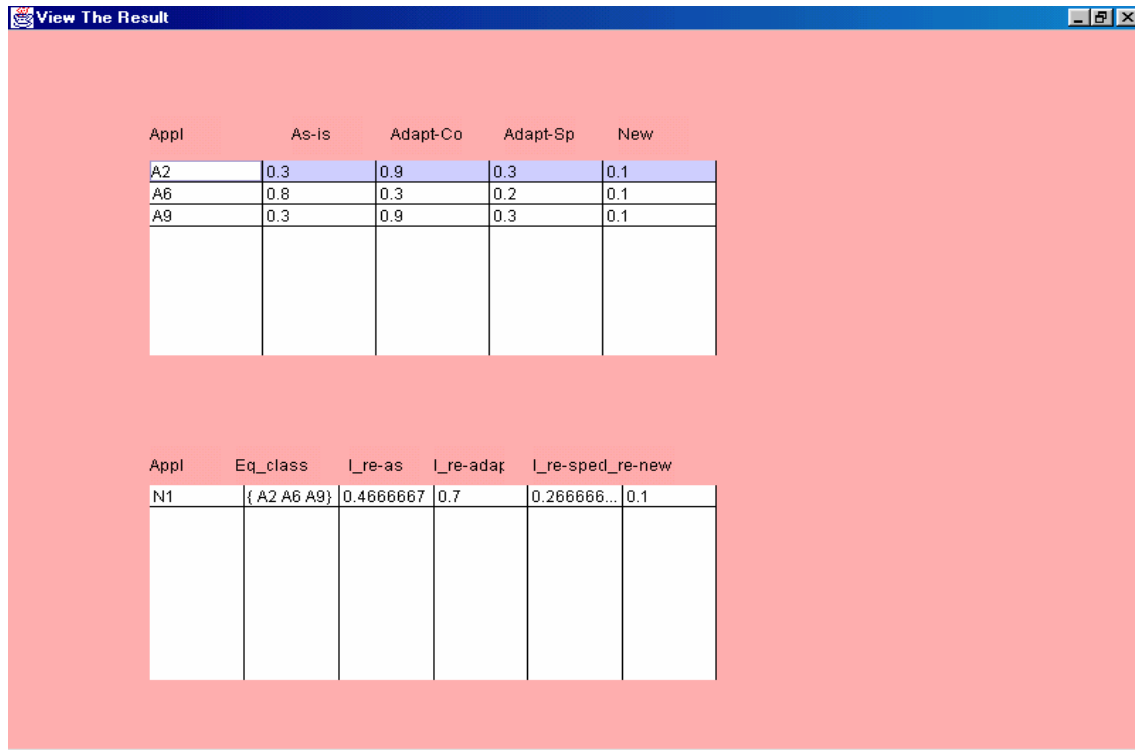 View The Result
Appl As-is Adapt-Co Adapt-Sp New
A2 0.3 0.9 0.3 0.1
A6 0.8 0.3 0.2 0.1
A9 0.3 0.9 0.3 0.1
Appl Eq_class I_re-as I_re-adap I_re-sped_re-new
N1 { A2 A6 A9} 0.4666667 0.7 0.266666... 0.1